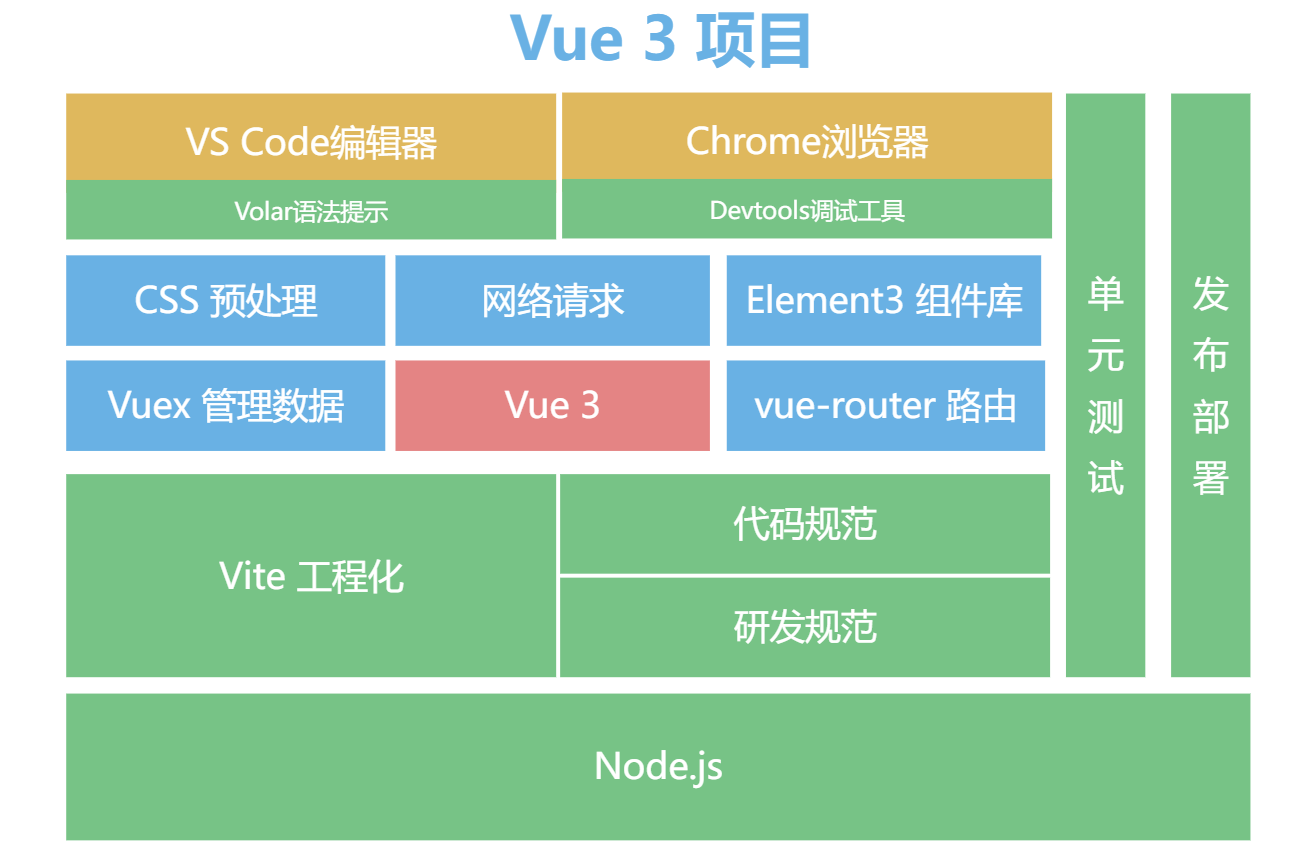 Vue 3 项目
VS Code编辑器
Chrome浏览器
Volar语法提示
Devtools调试工具
CSS 预处理
网络请求
Element3 组件库
Vuex 管理数据
Vue 3
vue-router 路由
Vite 工程化
代码规范
研发规范
单元测试
发布部署
Node.js